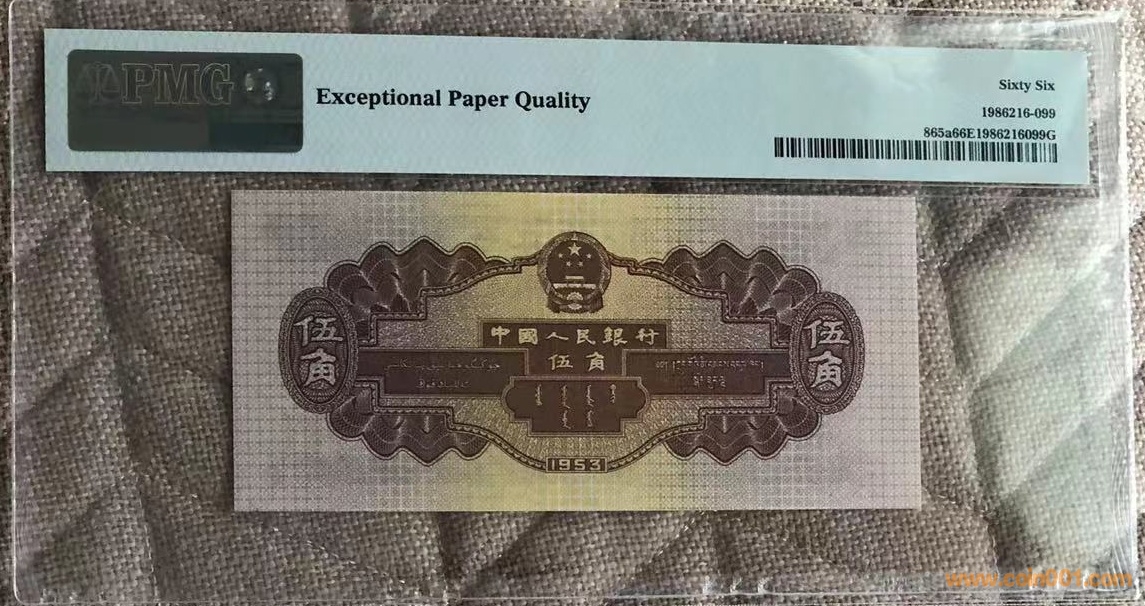 PMG
Exceptional Paper Quality
Sixty Six
1986216-099
865a66E1986216099G
中國人民銀行
伍角
伍角
伍角
1953
www.coin001.com